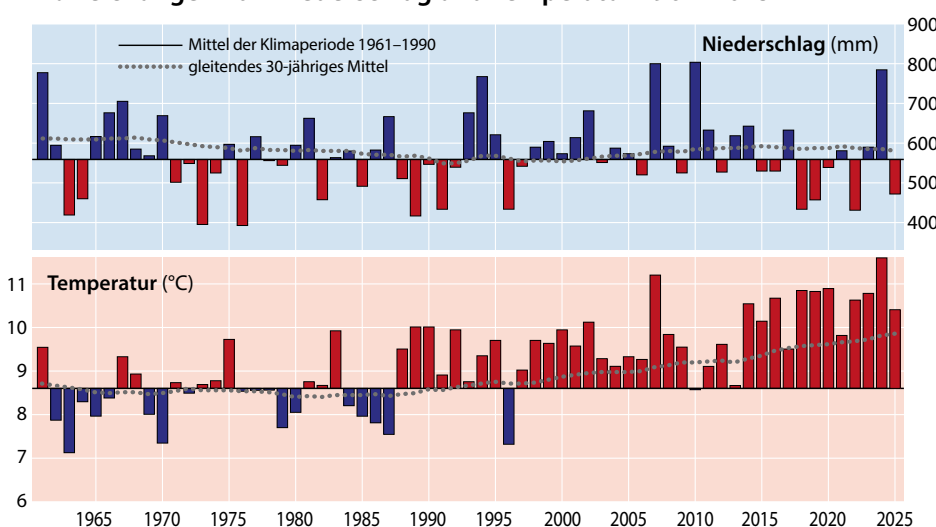 900
Mittel der Klimaperiode 1961–1990
Niederschlag (mm)
gleitendes 30-jähriges Mittel
800
700
600
500
400
Temperatur (°C)
11
10
9
8
7
6
1965 1970 1975 1980 1985 1990 1995 2000 2005 2010 2015 2020 2025